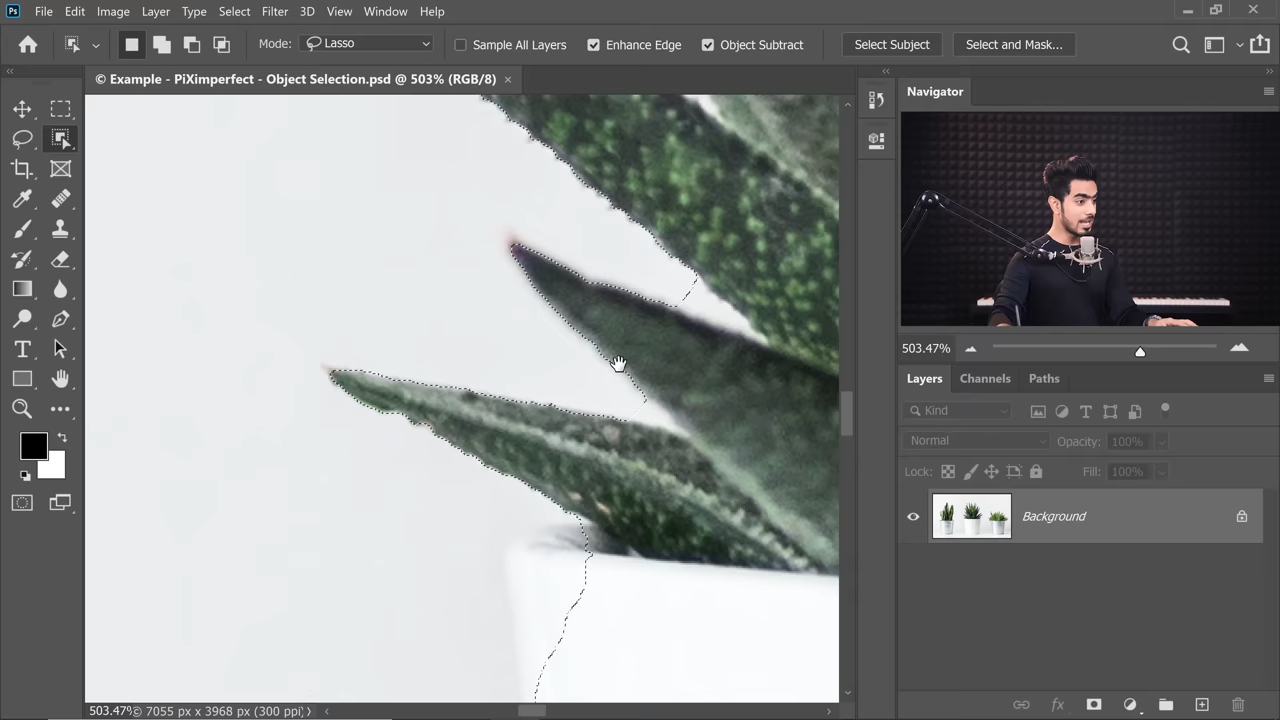 Ps File Edit Image Layer Type Select Filter 3D View Window Help
Mode: Lasso Sample All Layers Enhance Edge Object Subtract Select Subject Select and Mask...
© Example - PiXimperfect - Object Selection.psd @ 503% (RGB/8) ×
Navigator
503.47%
Layers Channels Paths
Kind
Normal Opacity: 100%
Lock: Fill: 100%
Background
fx
503.47% © 7055 px x 3968 px (300 ppi)